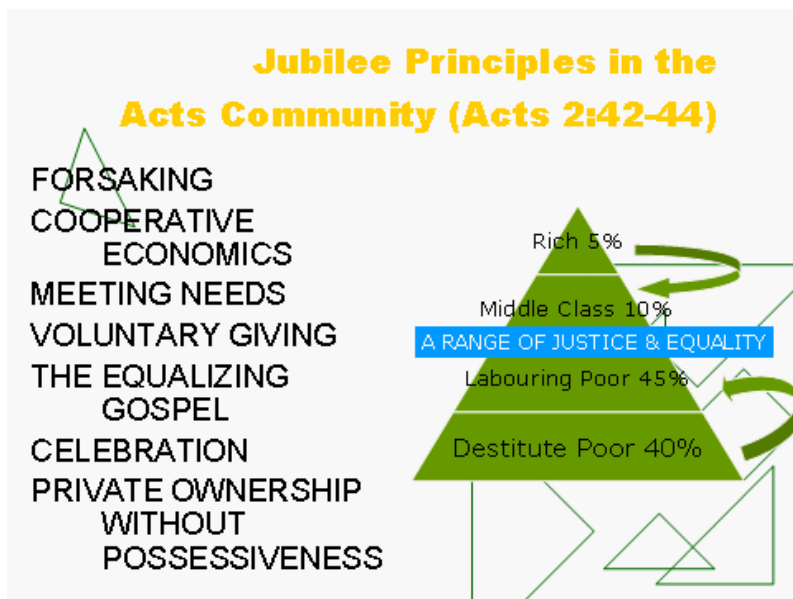 Jubilee Principles in the
Acts Community (Acts 2:42-44)
FORSAKING
COOPERATIVE
ECONOMICS
MEETING NEEDS
VOLUNTARY GIVING
THE EQUALIZING
GOSPEL
CELEBRATION
PRIVATE OWNERSHIP
WITHOUT
POSSESSIVENESS
Rich 5%
Middle Class 10%
A RANGE OF JUSTICE & EQUALITY
Labouring Poor 45%
Destitute Poor 40%